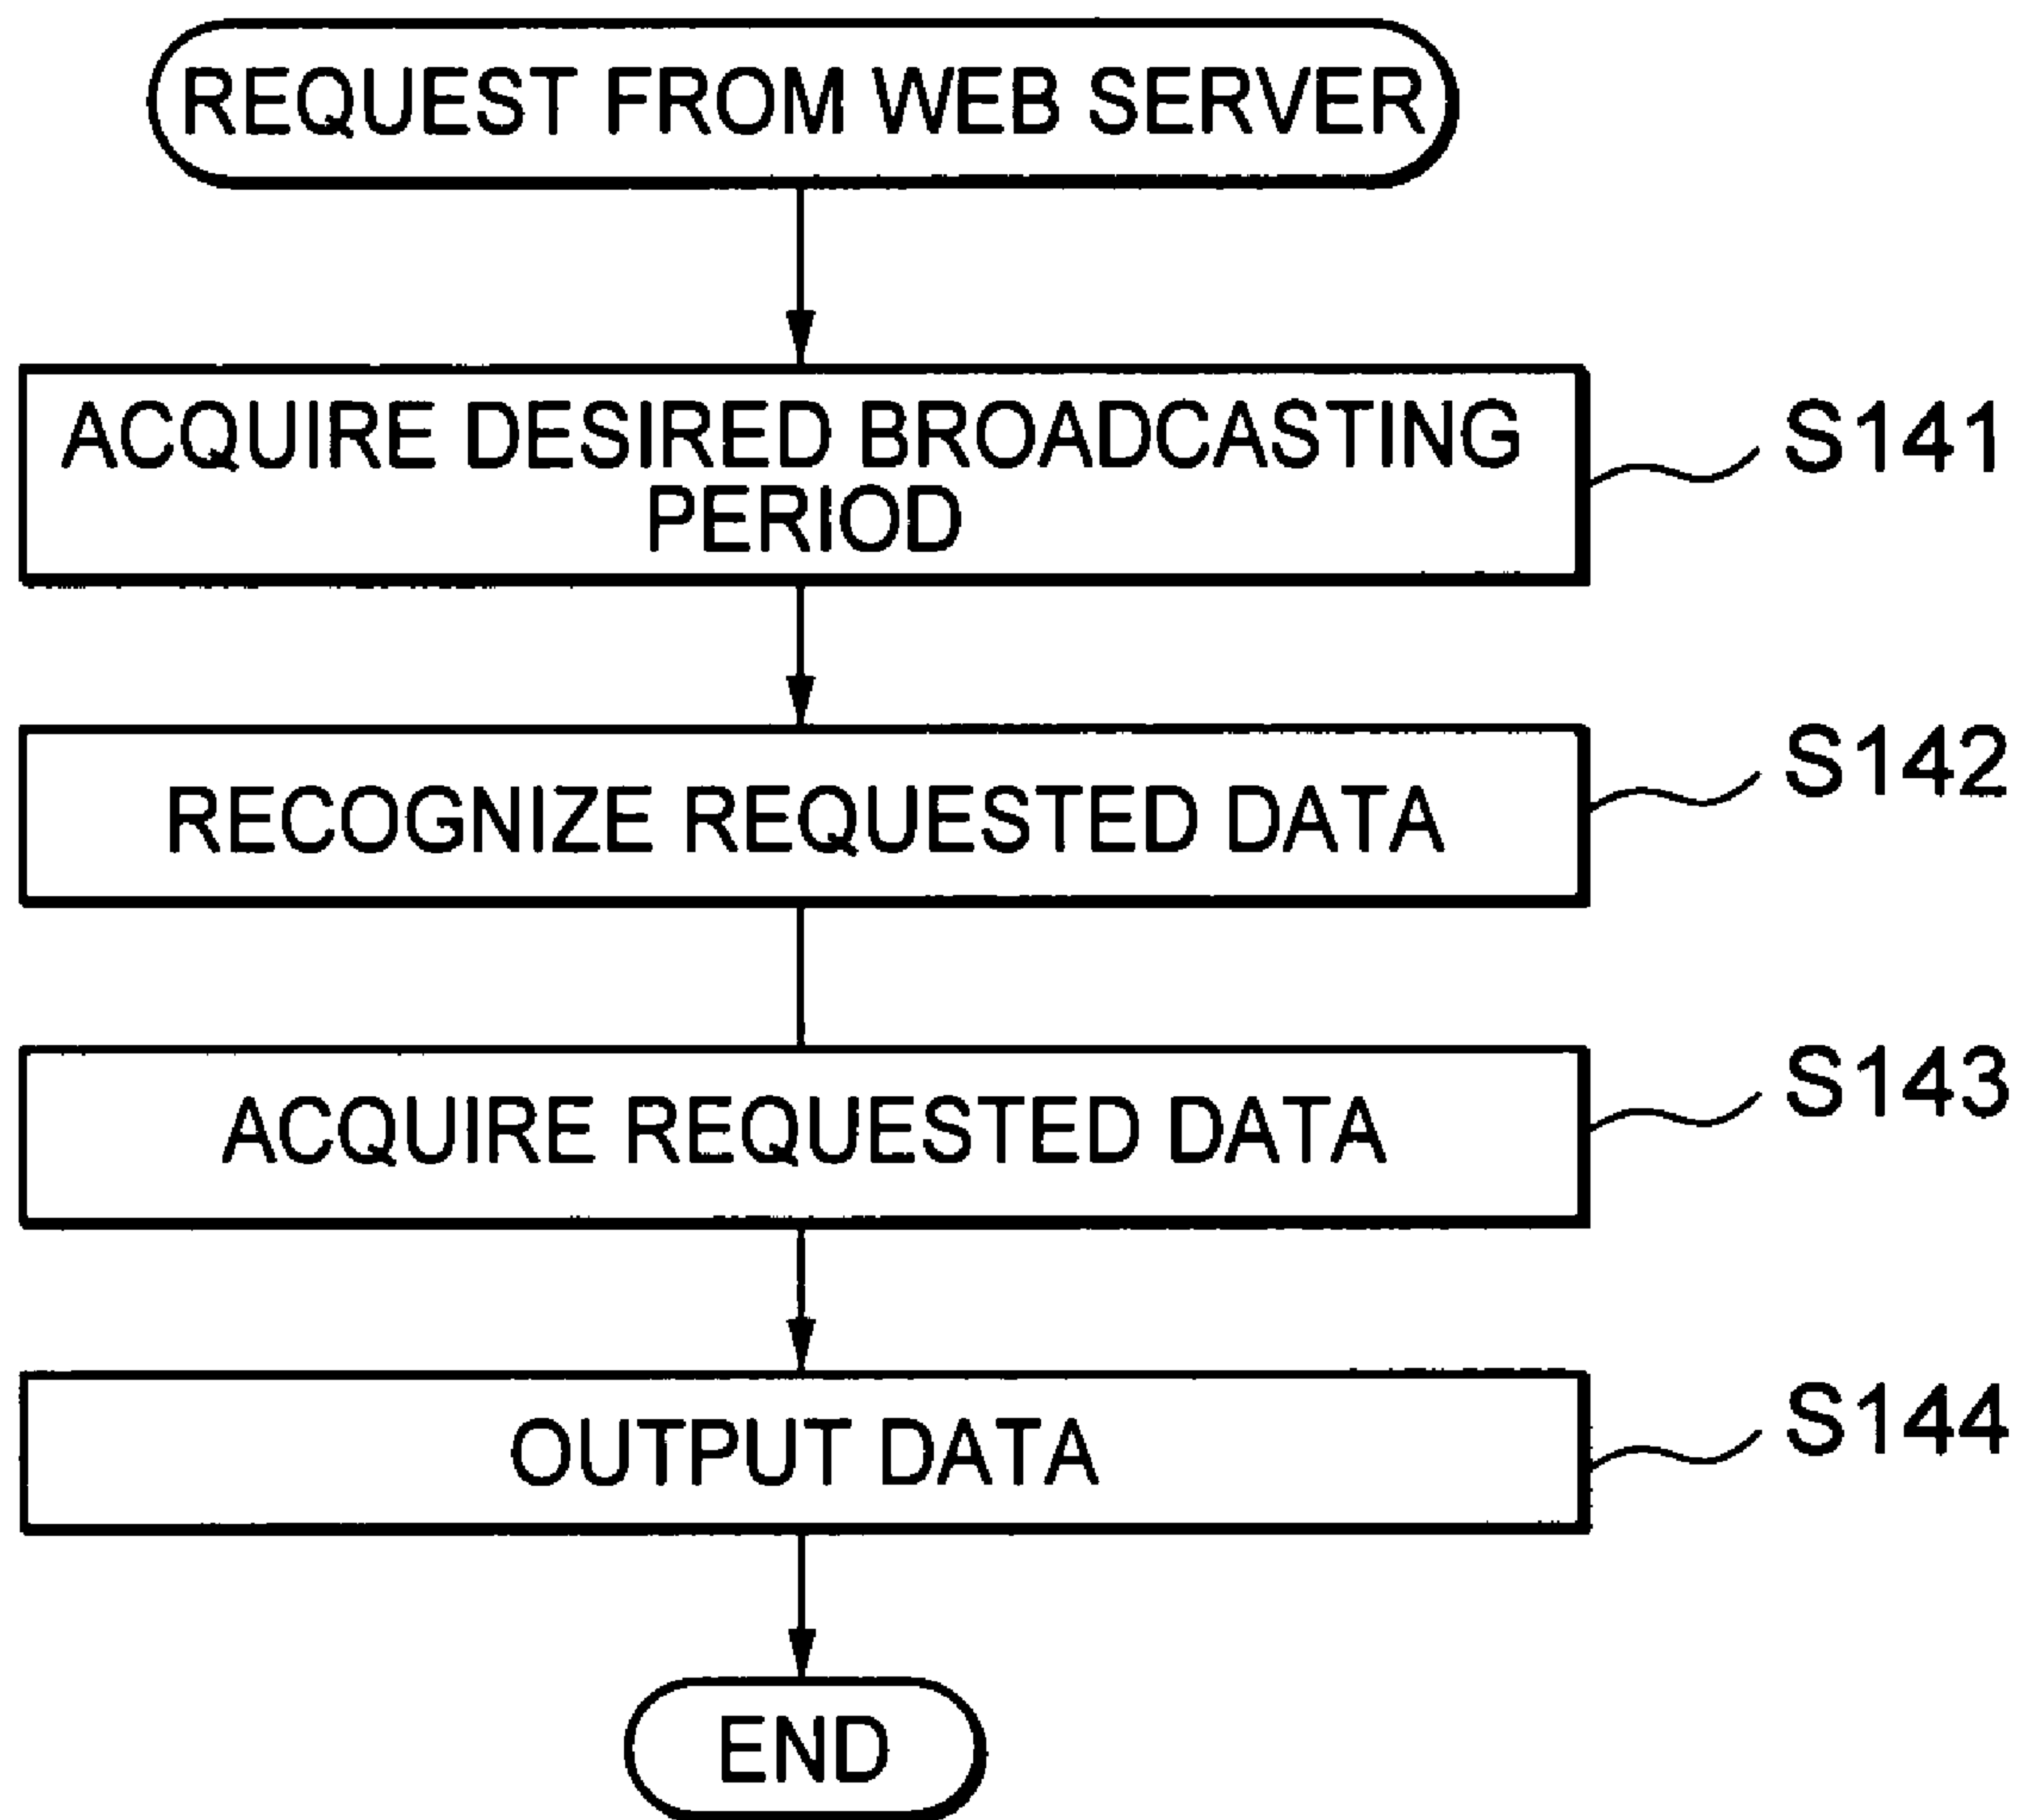 REQUEST FROM WEB SERVER
ACQUIRE DESIRED BROADCASTING
PERIOD
S141
RECOGNIZE REQUESTED DATA
S142
ACQUIRE REQUESTED DATA
S143
OUTPUT DATA
S144
END